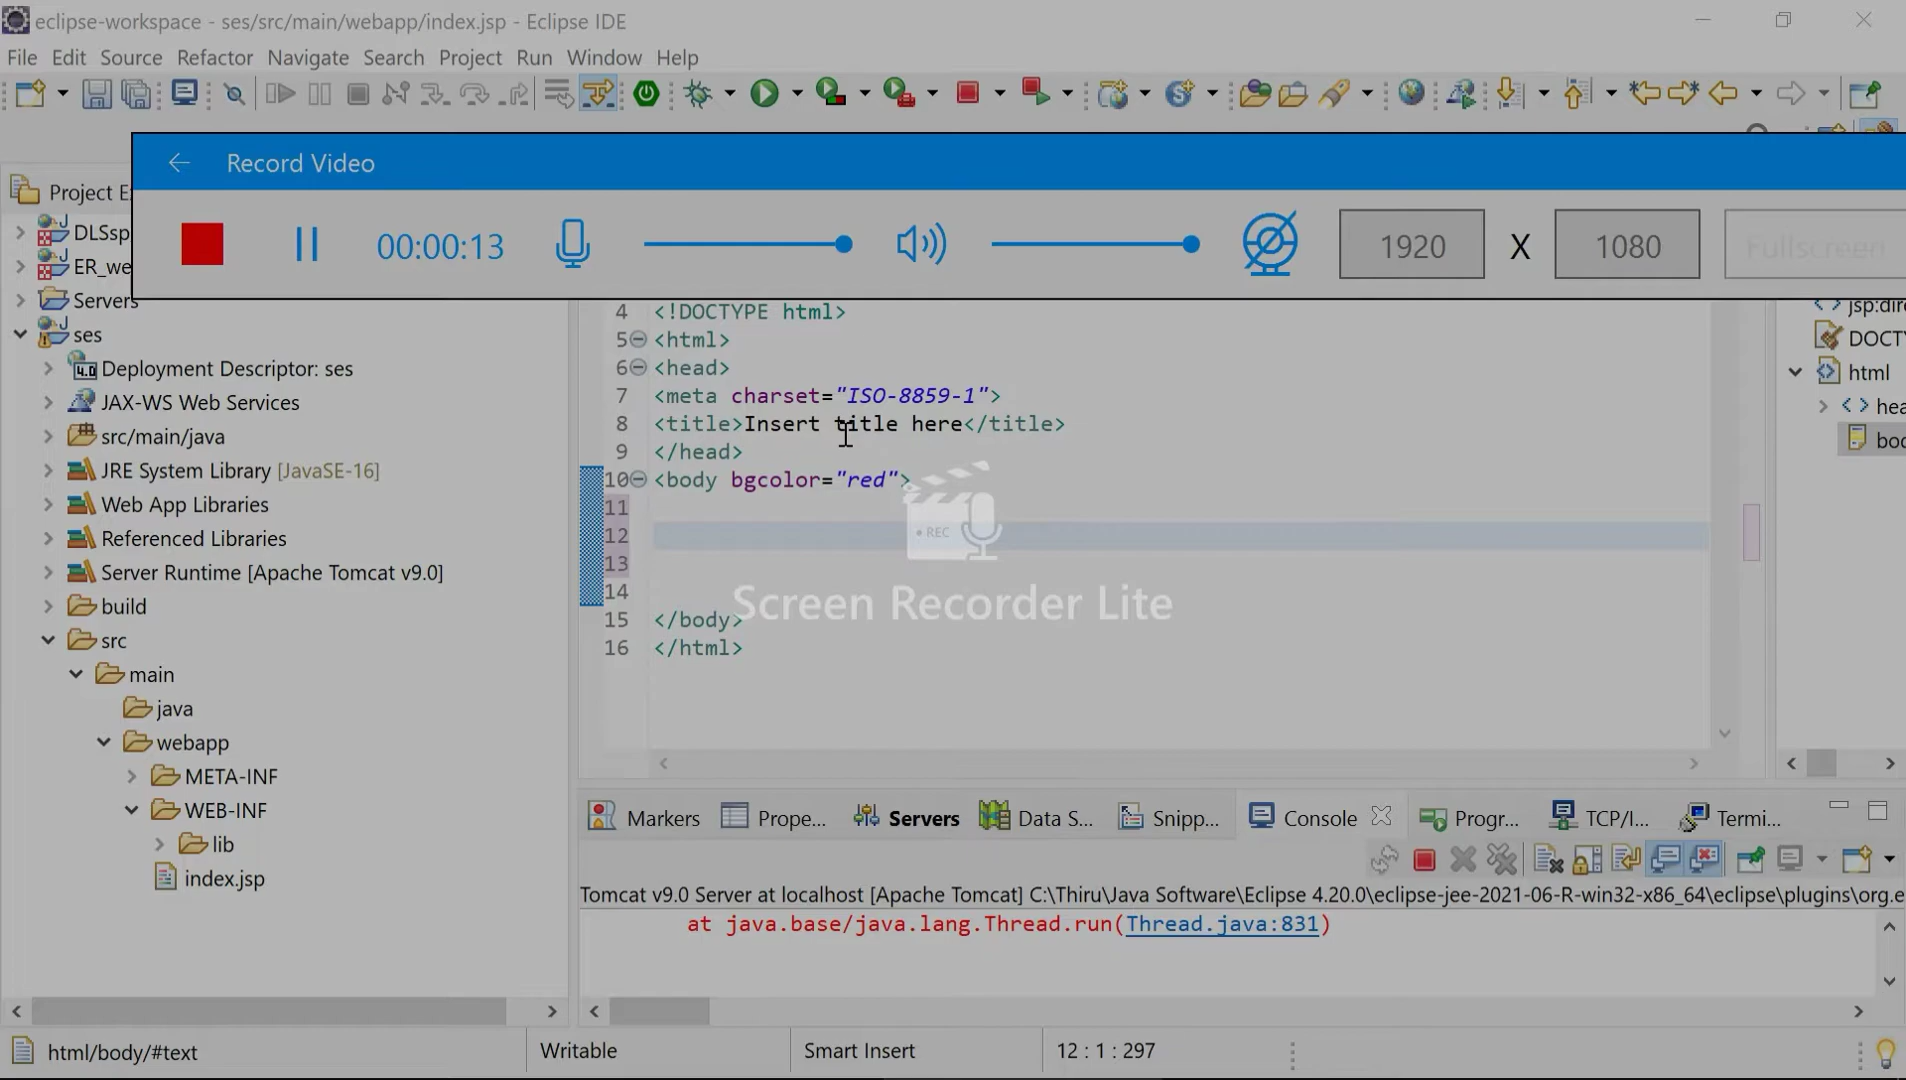 eclipse-workspace - ses/src/main/webapp/index.jsp - Eclipse IDE
File Edit Source Refactor Navigate Search Project Run Window Help
Record Video
00:00:13
1920 X 1080 Fullscreen
Project E
DLSsp
ER_we
Servers
ses
4.0 Deployment Descriptor: ses
JAX-WS Web Services
src/main/java
JRE System Library [JavaSE-16]
Web App Libraries
Referenced Libraries
Server Runtime [Apache Tomcat v9.0]
build
src
main
java
webapp
META-INF
WEB-INF
lib
index.jsp
4 <!DOCTYPE html>
5 <html>
6 <head>
7 <meta charset="ISO-8859-1">
8 <title>Insert title here</title>
9 </head>
10 <body bgcolor="red">
11
12
13
14
15 </body>
16 </html>
REC
Screen Recorder Lite
jsp:dire
DOCTY
html
hea
bod
Markers Prope... Servers Data S... Snipp... Console Progr... TCP/I... Termi...
Tomcat v9.0 Server at localhost [Apache Tomcat] C:\Thiru\Java Software\Eclipse 4.20.0\eclipse-jee-2021-06-R-win32-x86_64\eclipse\plugins\org.e
at java.base/java.lang.Thread.run(Thread.java:831)
html/body/#text Writable Smart Insert 12 : 1 : 297